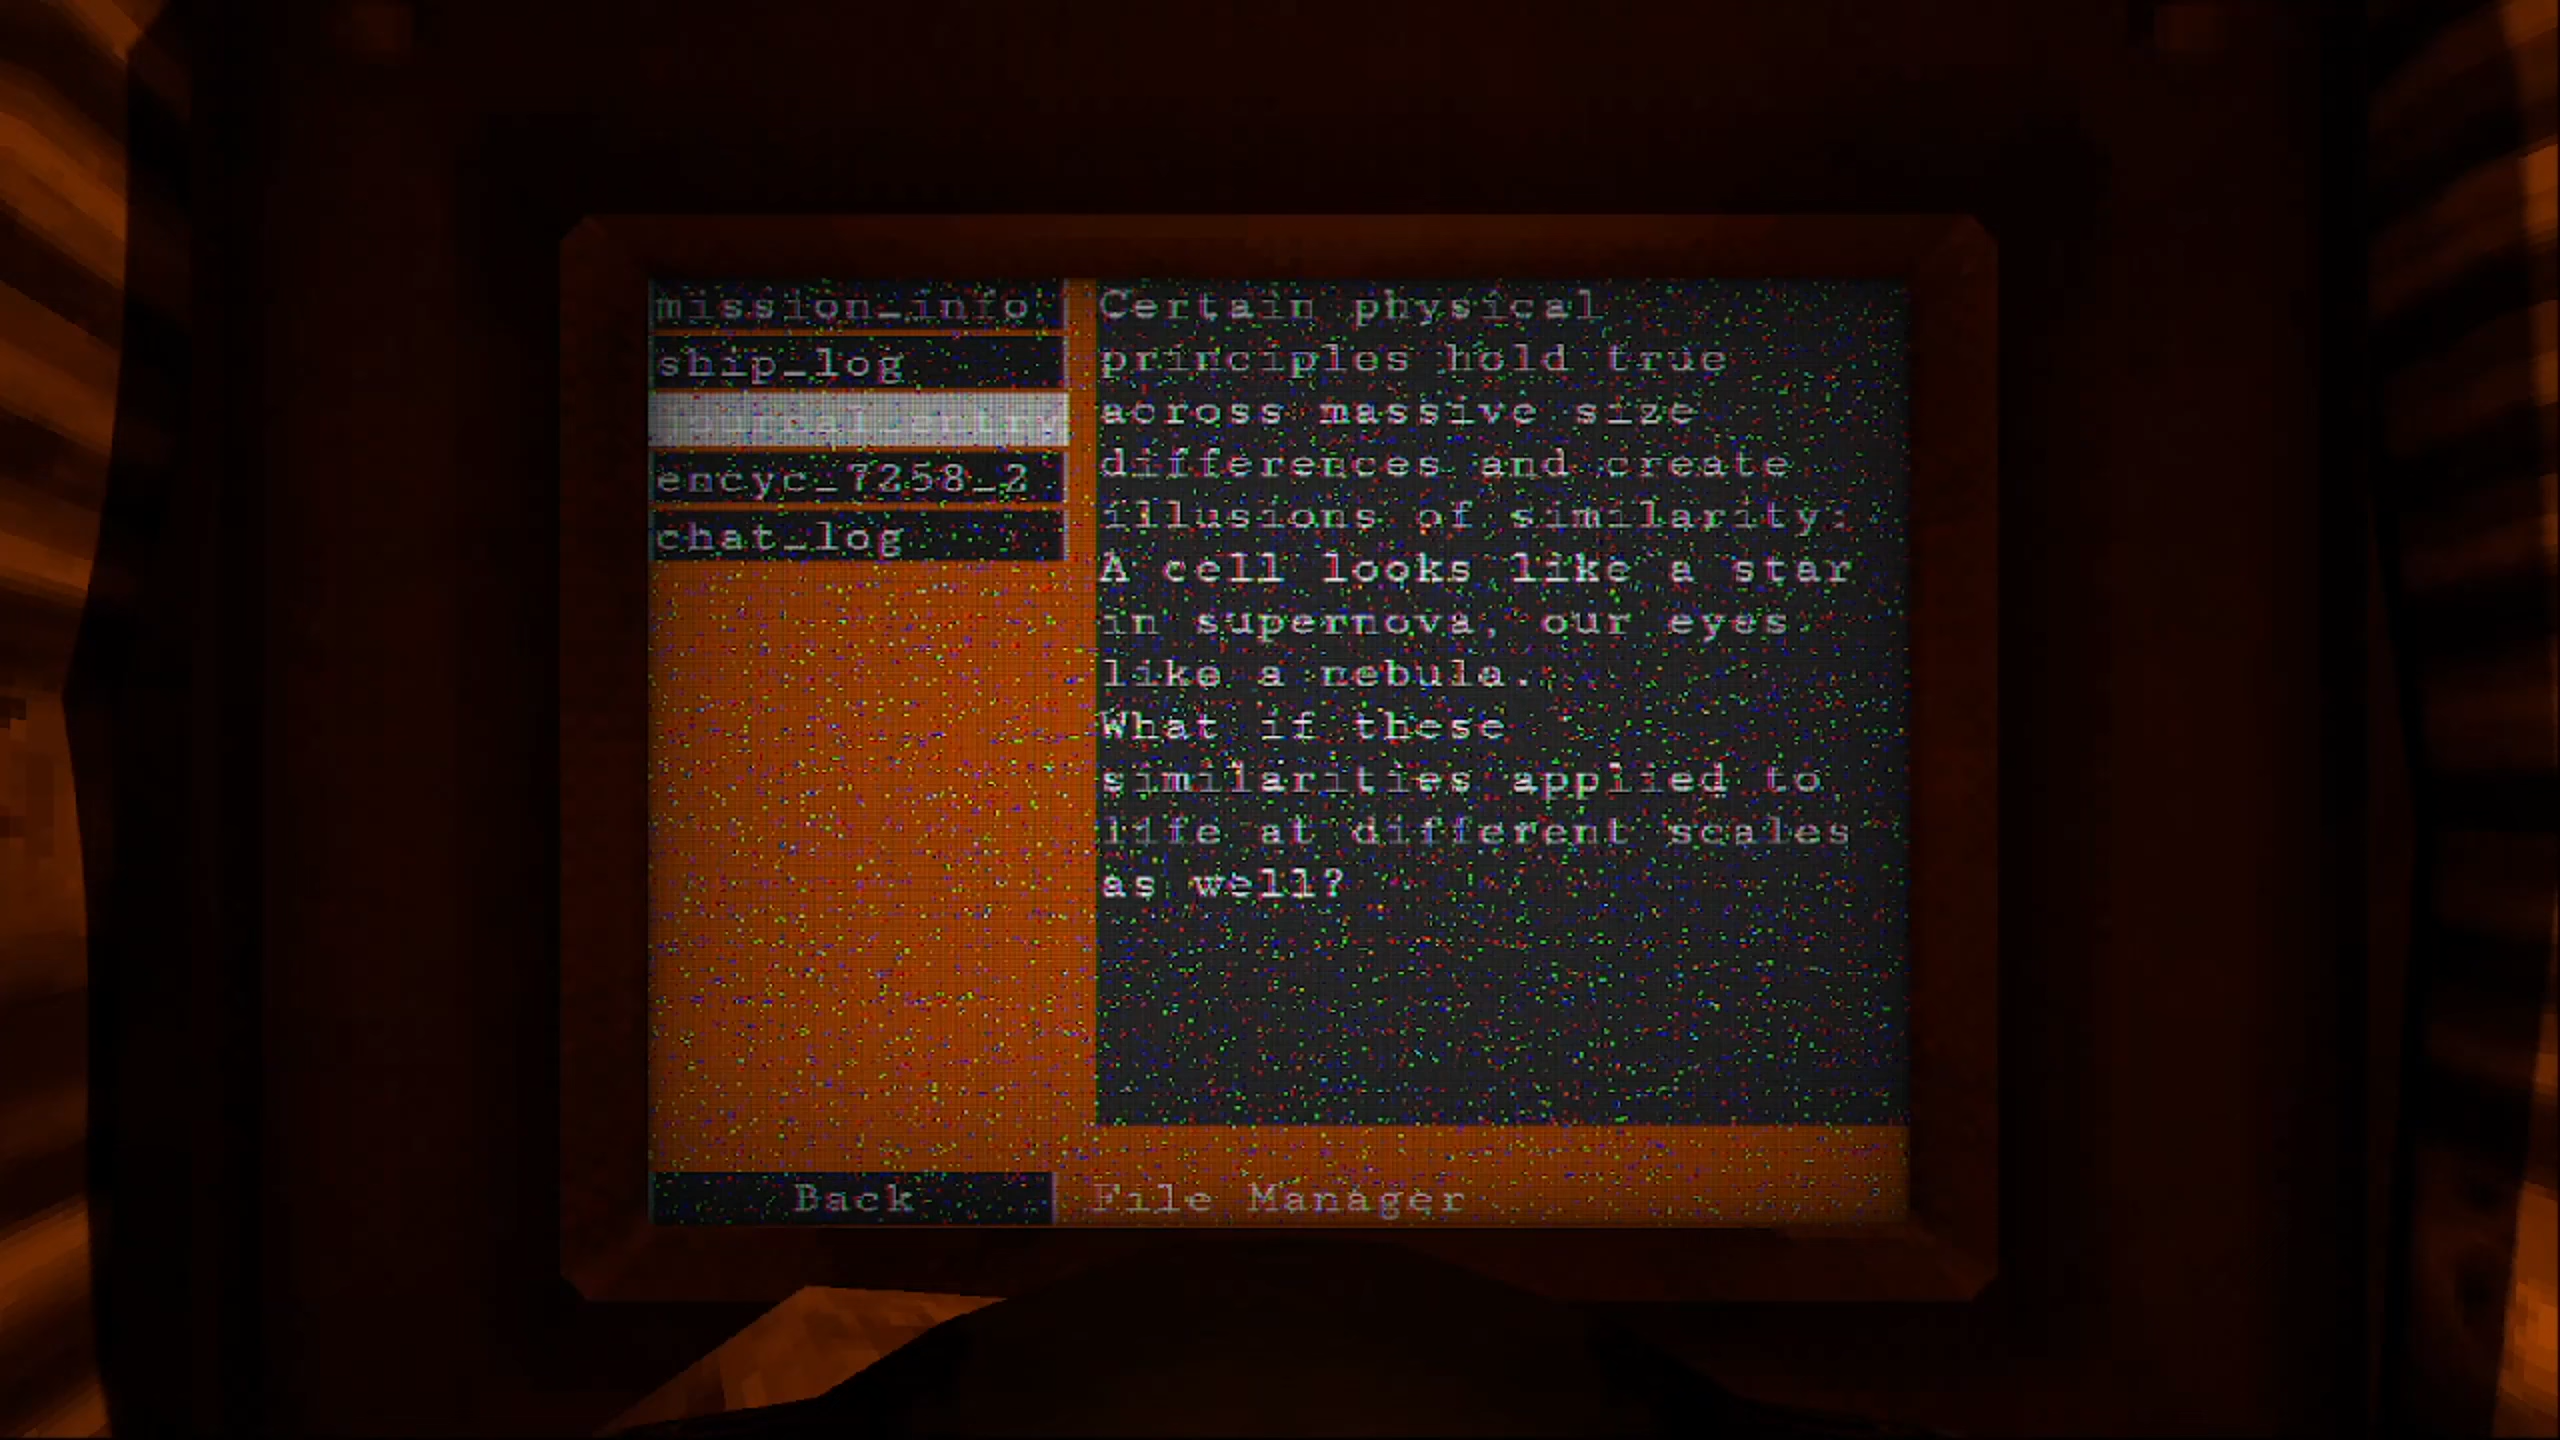 mission_info
ship_log
journal_entry
encyc_7258_2
chat_log
Certain physical
principles hold true
across massive size
differences and create
illusions of similarity:
A cell looks like a star
in supernova, our eyes
like a nebula.
What if these
similarities applied to
life at different scales
as well?
Back
File Manager